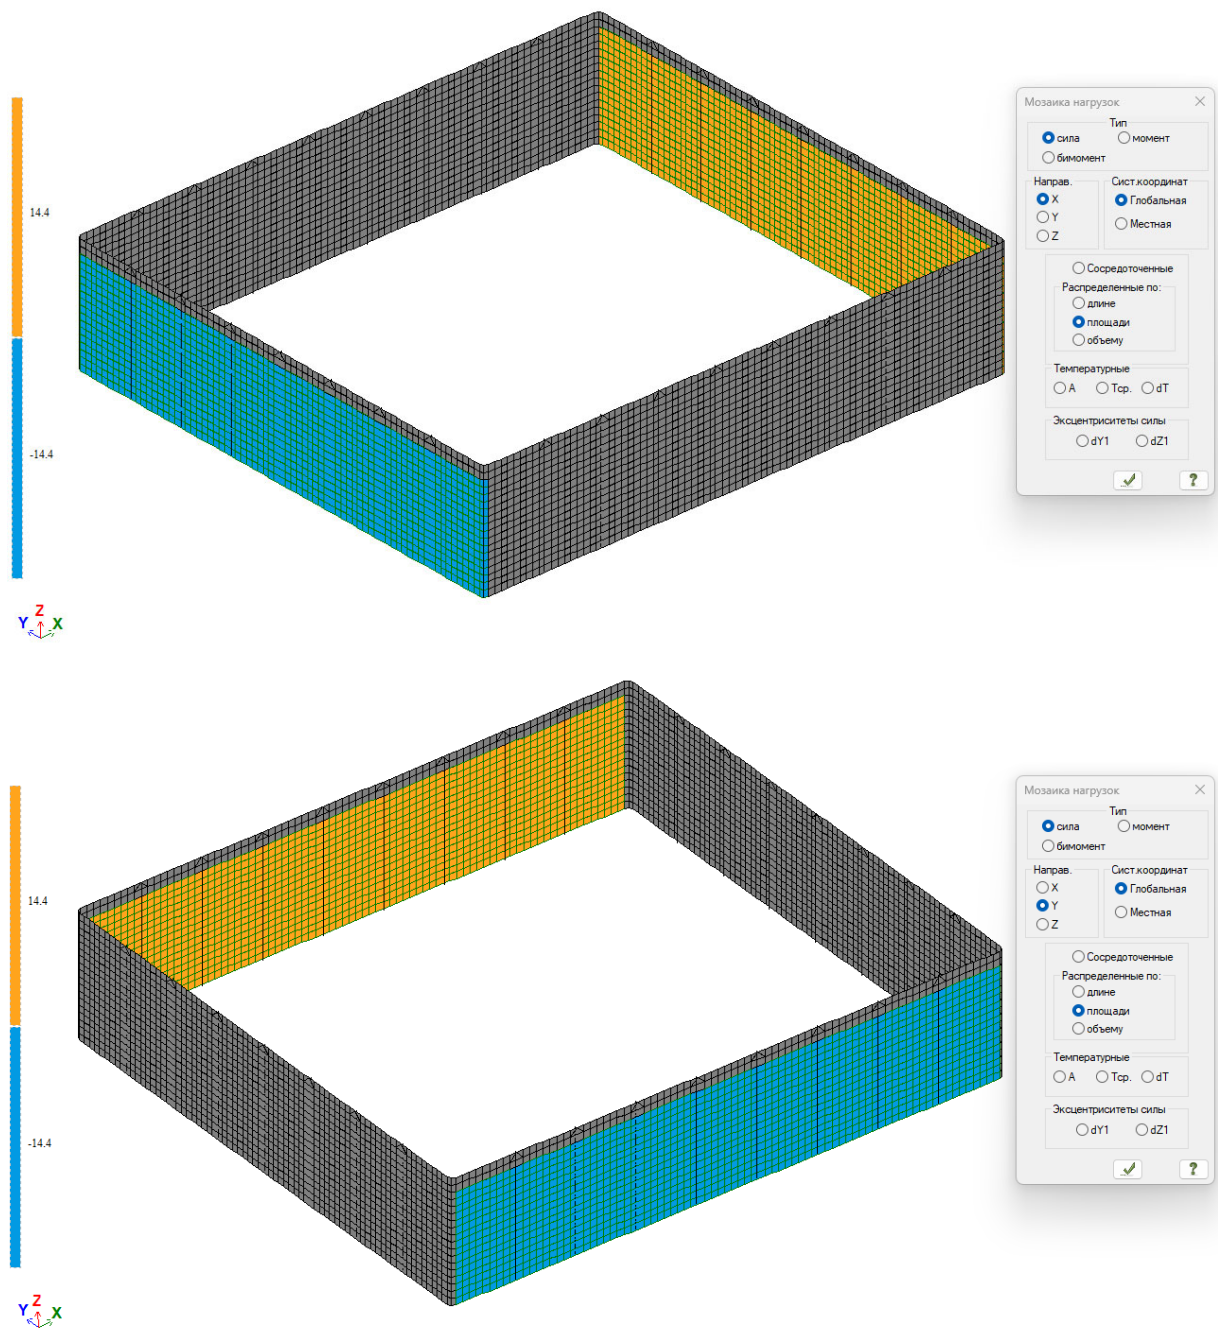 Мозаика нагрузок
Тип
сила
момент
бимомент
Направ.
Сист.координат
X
Глобальная
Y
Местная
Z
Сосредоточенные
Распределенные по:
длине
площади
объему
Температурные
A
Тср.
dT
Эксцентриситеты силы
dY1
dZ1
?
14.4
-14.4
Z
Y
X
Мозаика нагрузок
Тип
сила
момент
бимомент
Направ.
Сист.координат
X
Глобальная
Y
Местная
Z
Сосредоточенные
Распределенные по:
длине
площади
объему
Температурные
A
Тср.
dT
Эксцентриситеты силы
dY1
dZ1
?
14.4
-14.4
Z
Y
X